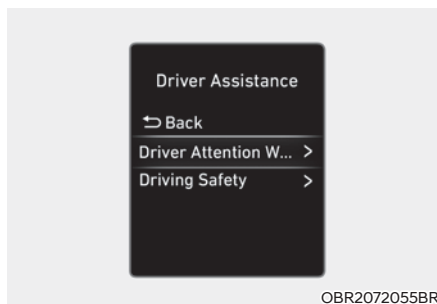 Driver Assistance
Back
Driver Attention W... >
Driving Safety >
OBR2072055BR